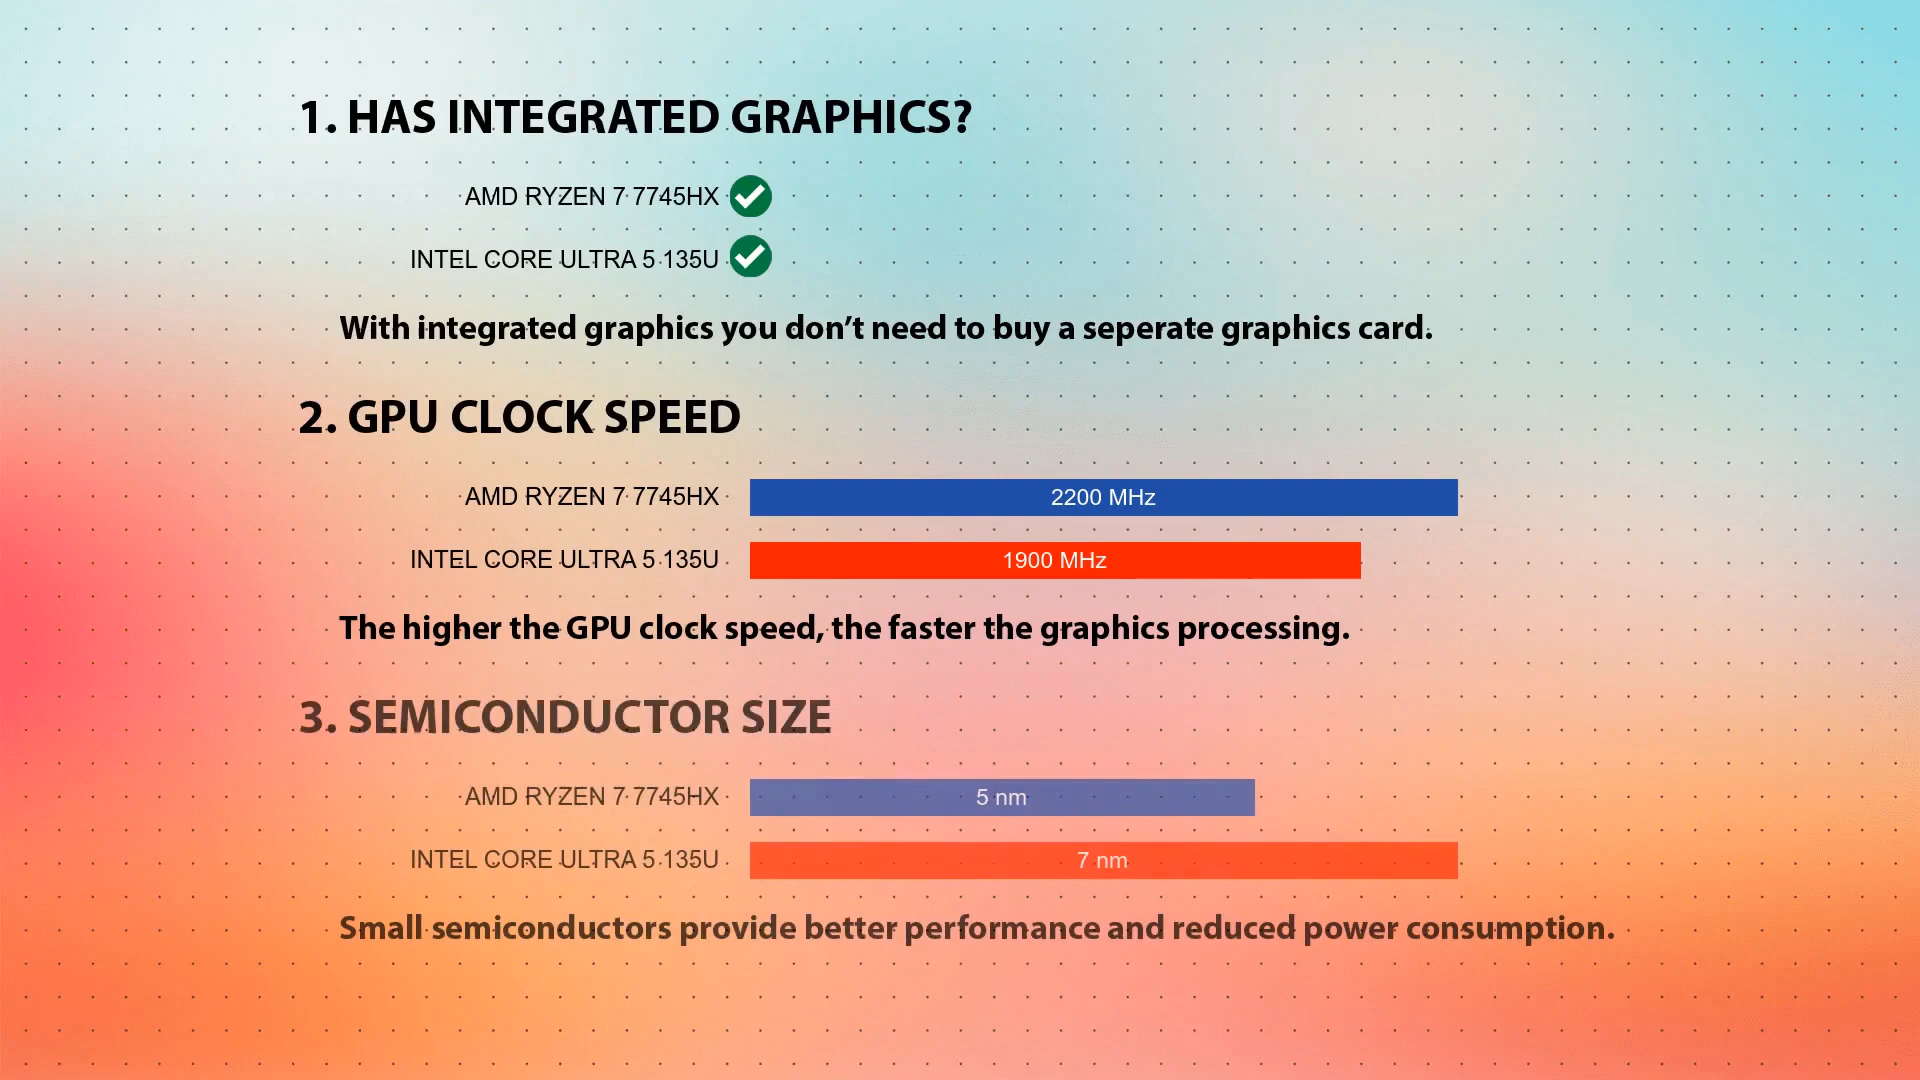 1. HAS INTEGRATED GRAPHICS?
AMD RYZEN 7 7745HX
INTEL CORE ULTRA 5 135U
With integrated graphics you don’t need to buy a seperate graphics card.
2. GPU CLOCK SPEED
AMD RYZEN 7 7745HX 2200 MHz
INTEL CORE ULTRA 5 135U 1900 MHz
The higher the GPU clock speed, the faster the graphics processing.
3. SEMICONDUCTOR SIZE
AMD RYZEN 7 7745HX 5 nm
INTEL CORE ULTRA 5 135U 7 nm
Small semiconductors provide better performance and reduced power consumption.